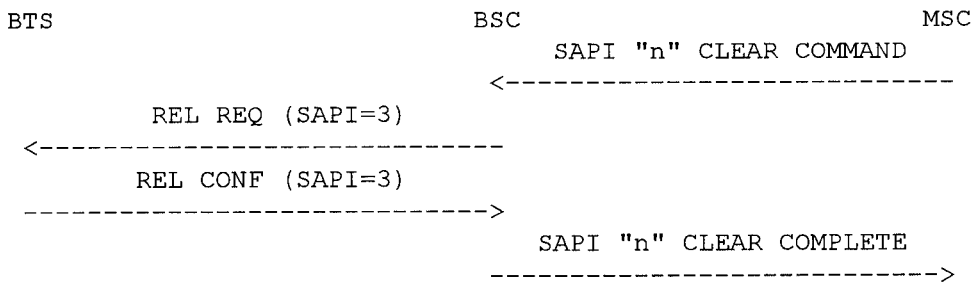 BTS BSC MSC
SAPI "n" CLEAR COMMAND
<-----------------------------
REL REQ (SAPI=3)
<------------------------------
REL CONF (SAPI=3)
------------------------------>
SAPI "n" CLEAR COMPLETE
----------------------------->